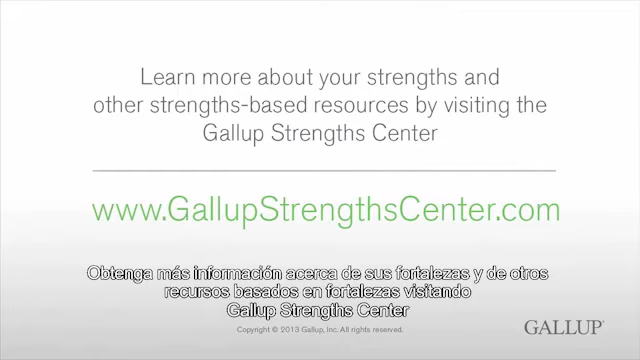 Learn more about your strengths and
other strengths-based resources by visiting the
Gallup Strengths Center
www.GallupStrengthsCenter.com
Obtenga más información acerca de sus fortalezas y de otros
recursos basados en fortalezas visitando
Gallup Strengths Center
Copyright © 2013 Gallup, Inc. All rights reserved.
GALLUP®